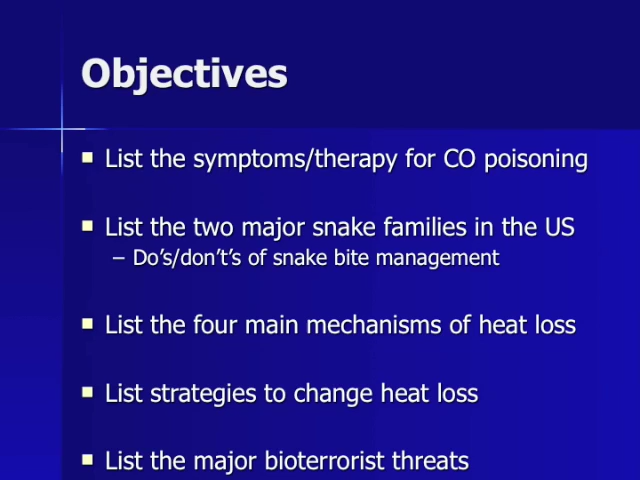 Objectives
List the symptoms/therapy for CO poisoning
List the two major snake families in the US
– Do's/don't's of snake bite management
List the four main mechanisms of heat loss
List strategies to change heat loss
List the major bioterrorist threats